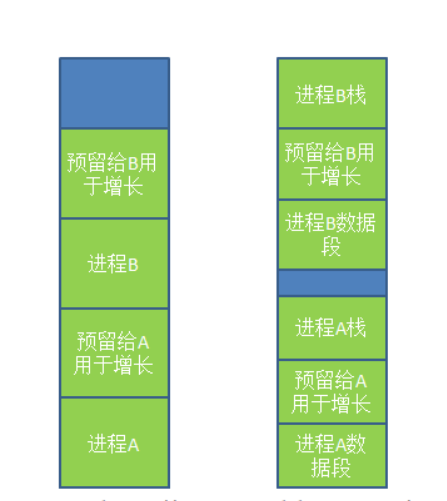 预留给B用
于增长
进程B
预留给A
用于增长
进程A
进程B栈
预留给B用
于增长
进程B数据
段
进程A栈
预留给A
用于增长
进程A数
据段